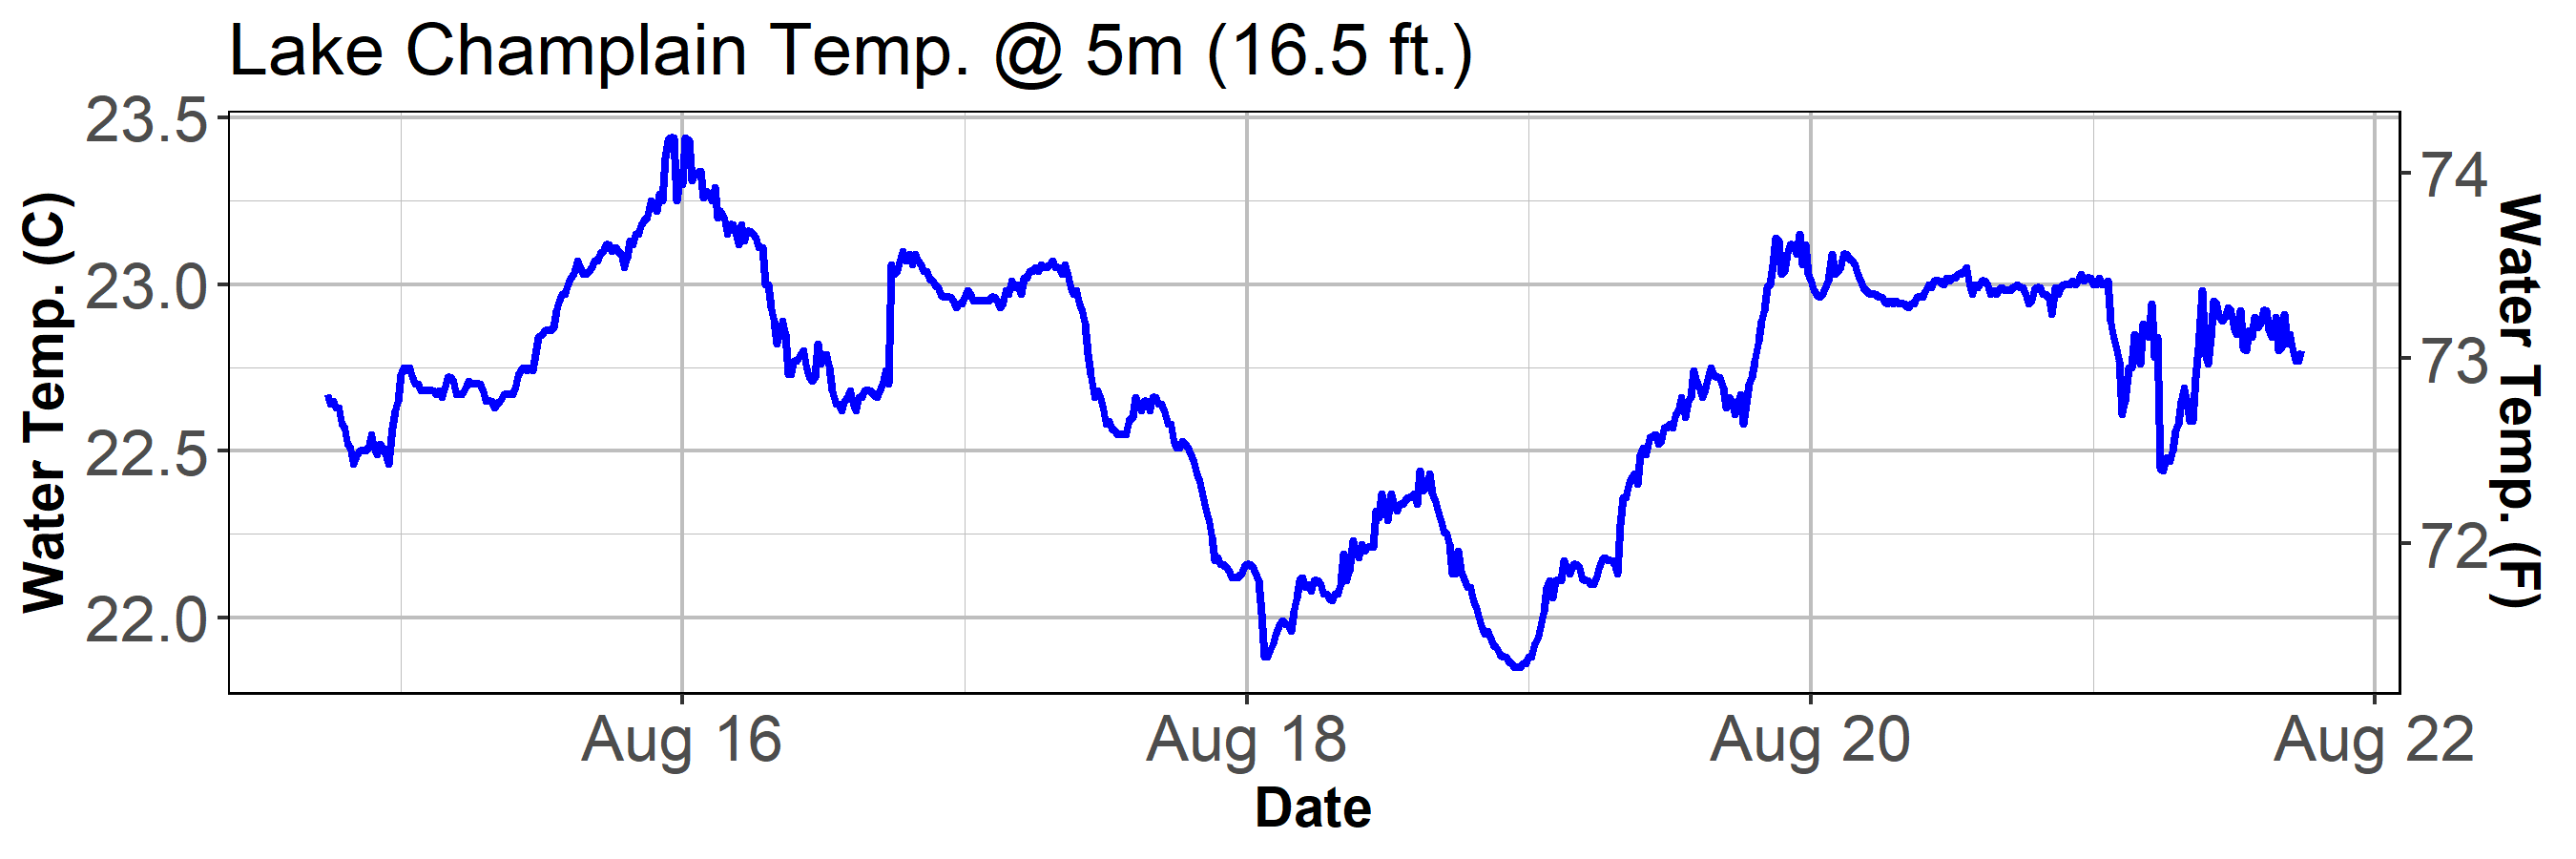 Lake Champlain Temp. @ 5m (16.5 ft.)
Water Temp. (C)
23.5
23.0
22.5
22.0
74
73
72
Water Temp. (F)
Aug 16
Aug 18
Aug 20
Aug 22
Date